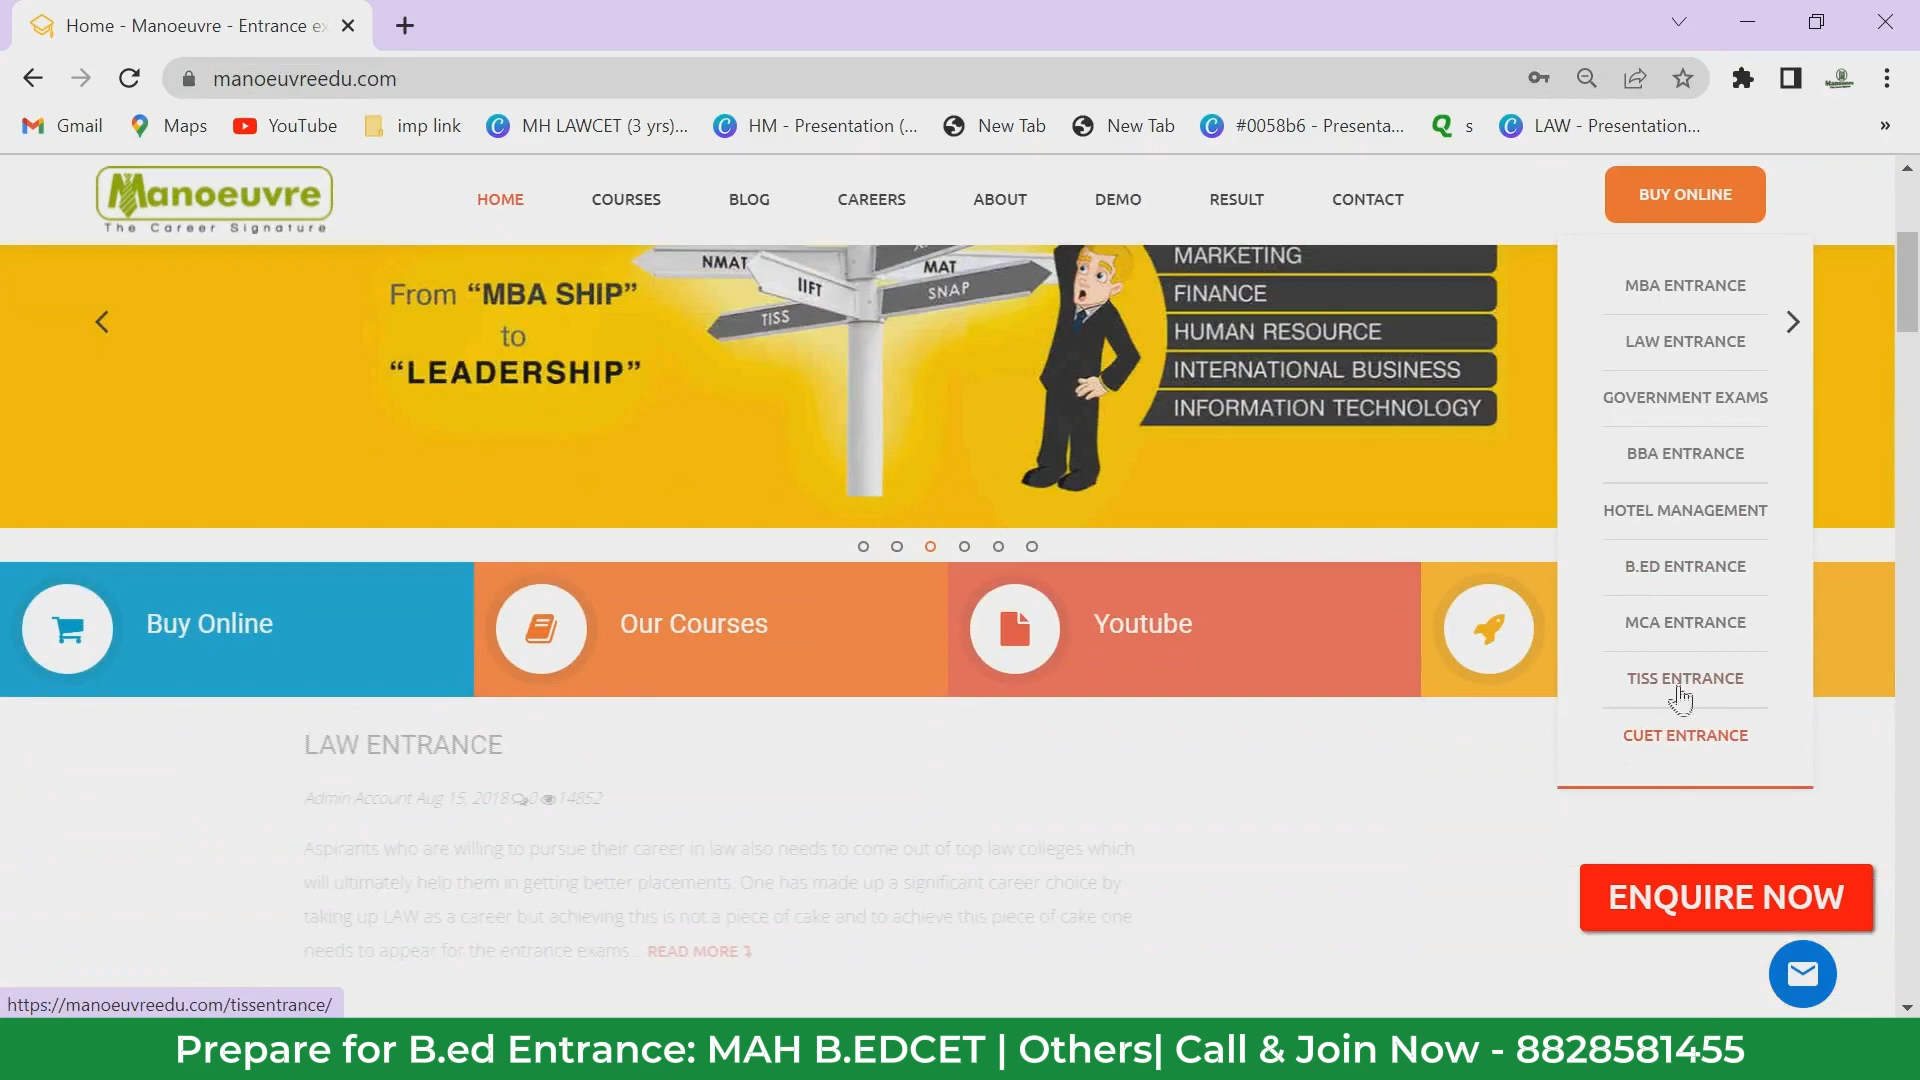 Home - Manoeuvre - Entrance ex
manoeuvreedu.com
Gmail Maps YouTube imp link MH LAWCET (3 yrs)... HM - Presentation (... New Tab New Tab #0058b6 - Presenta... s LAW - Presentation... »
Manoeuvre
The Career Signature
HOME COURSES BLOG CAREERS ABOUT DEMO RESULT CONTACT
BUY ONLINE
From “MBA SHIP”
to
“LEADERSHIP”
NMAT
MAT
IIFT
SNAP
TISS
MARKETING
FINANCE
HUMAN RESOURCE
INTERNATIONAL BUSINESS
INFORMATION TECHNOLOGY
MBA ENTRANCE
LAW ENTRANCE
GOVERNMENT EXAMS
BBA ENTRANCE
HOTEL MANAGEMENT
B.ED ENTRANCE
MCA ENTRANCE
TISS ENTRANCE
CUET ENTRANCE
Buy Online
Our Courses
Youtube
LAW ENTRANCE
Admin Account Aug 15, 2018 0 14852
Aspirants who are willing to pursue their career in law also needs to come out of top law colleges which
will ultimately help them in getting better placements. One has made up a significant career choice by
taking up LAW as a career but achieving this is not a piece of cake and to achieve this piece of cake one
needs to appear for the entrance exams. READ MORE
ENQUIRE NOW
https://manoeuvreedu.com/tissentrance/
Prepare for B.ed Entrance: MAH B.EDCET | Others| Call & Join Now - 8828581455